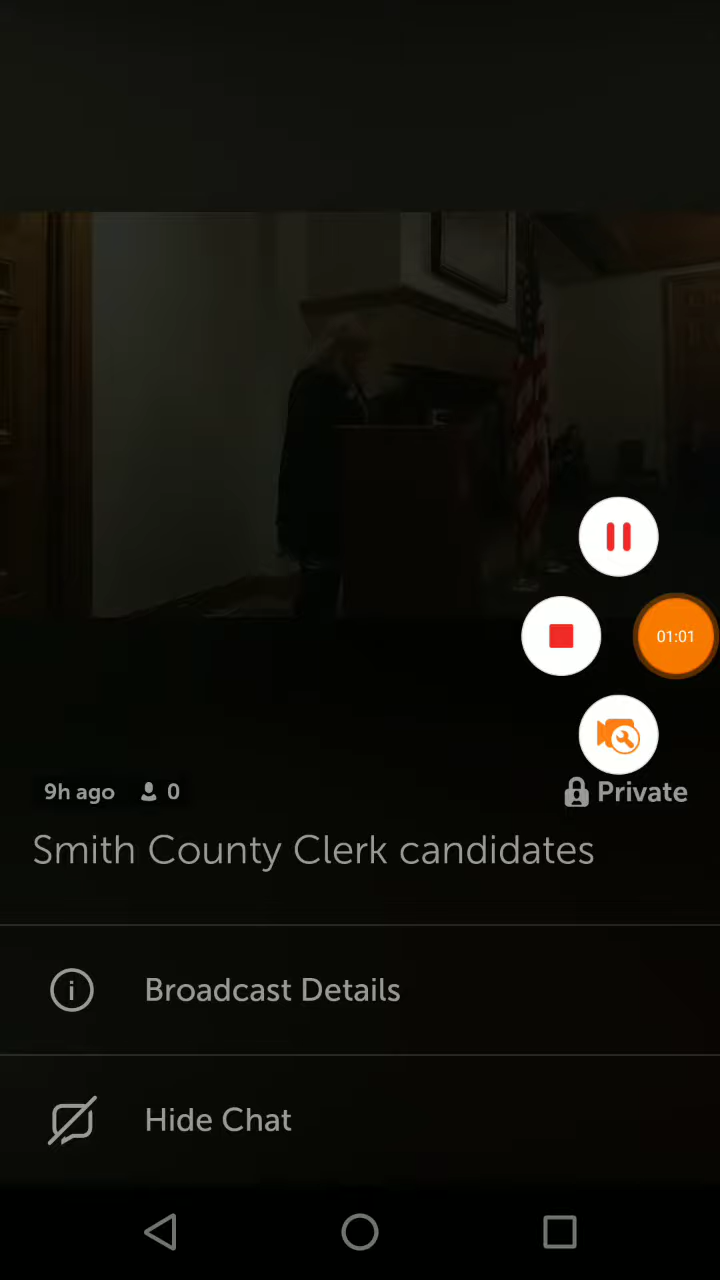 01:01
9h ago 0 Private
Smith County Clerk candidates
Broadcast Details
Hide Chat